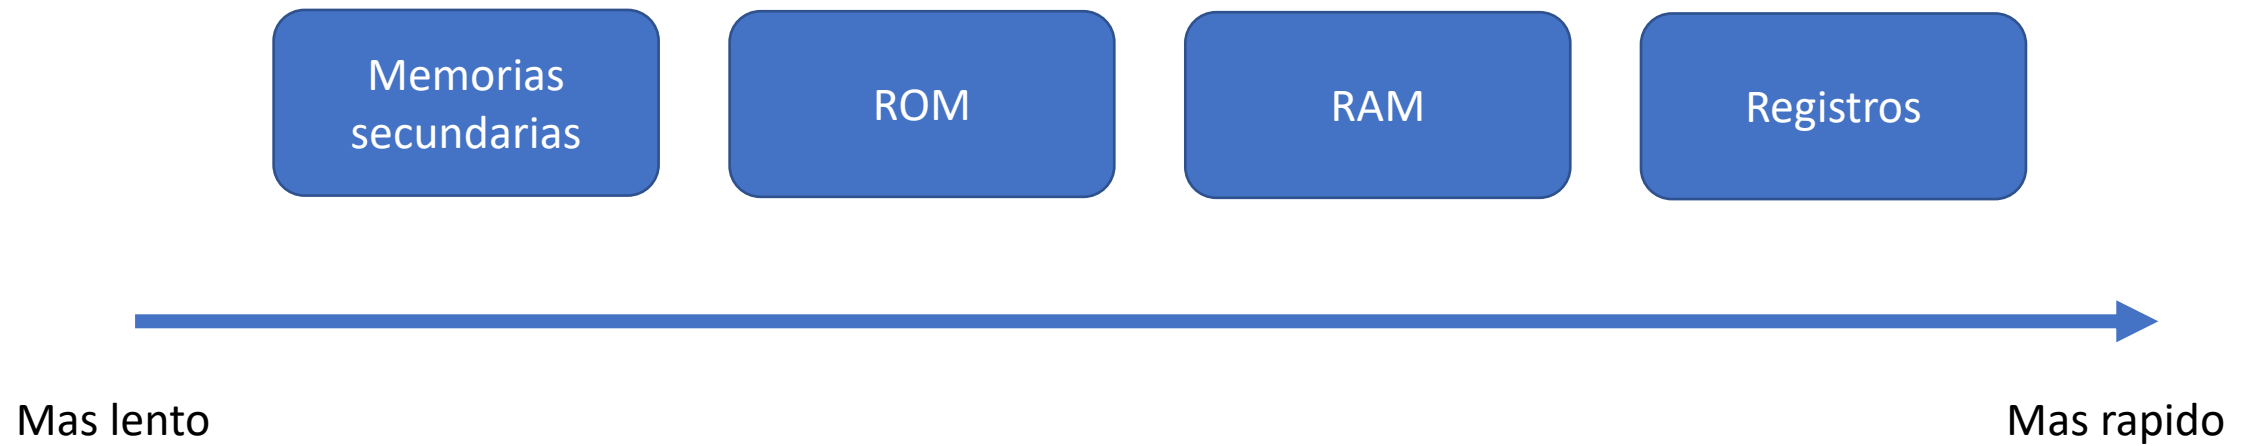 Memorias
secundarias
ROM
RAM
Registros
Mas lento
Mas rapido